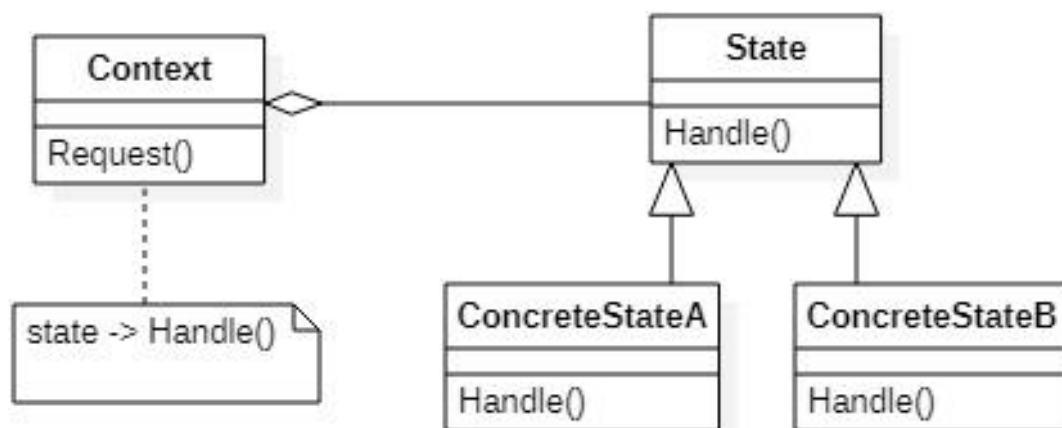 Context
Request()
state -> Handle()
State
Handle()
ConcreteStateA
Handle()
ConcreteStateB
Handle()